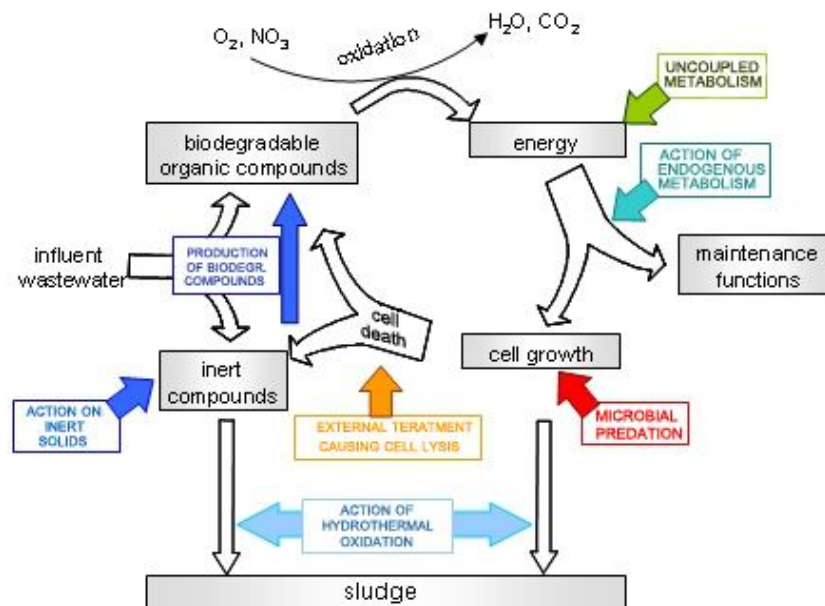 O₂, NO₃
oxidation
H₂O, CO₂
UNCOUPLED
METABOLISM
biodegradable
organic compounds
energy
ACTION OF
ENDOGENOUS
METABOLISM
influent
wastewater
PRODUCTION
OF BIODEGR.
COMPOUNDS
maintenance
functions
cell
death
inert
compounds
cell growth
ACTION ON
INERT
SOLIDS
EXTERNAL TERATMENT
CAUSING CELL LYSIS
MICROBIAL
PREDATION
ACTION OF
HYDROTHERMAL
OXIDATION
sludge